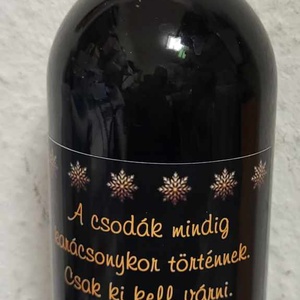 A csodák mindig
karácsonykor történnek.
Csak ki kell várni.